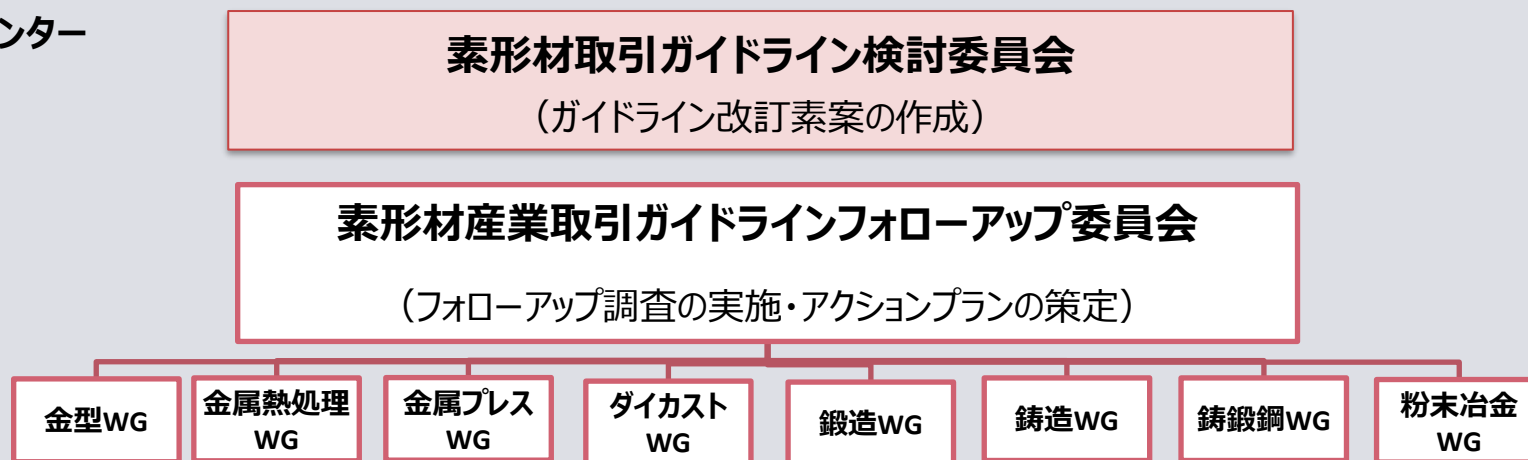 ンター
素形材取引ガイドライン検討委員会
（ガイドライン改訂素案の作成）
素形材産業取引ガイドラインフォローアップ委員会
（フォローアップ調査の実施・アクションプランの策定）
金型WG
金属熱処理
WG
金属プレス
WG
ダイカスト
WG
鍛造WG
鋳造WG
鋳鍛鋼WG
粉末冶金
WG